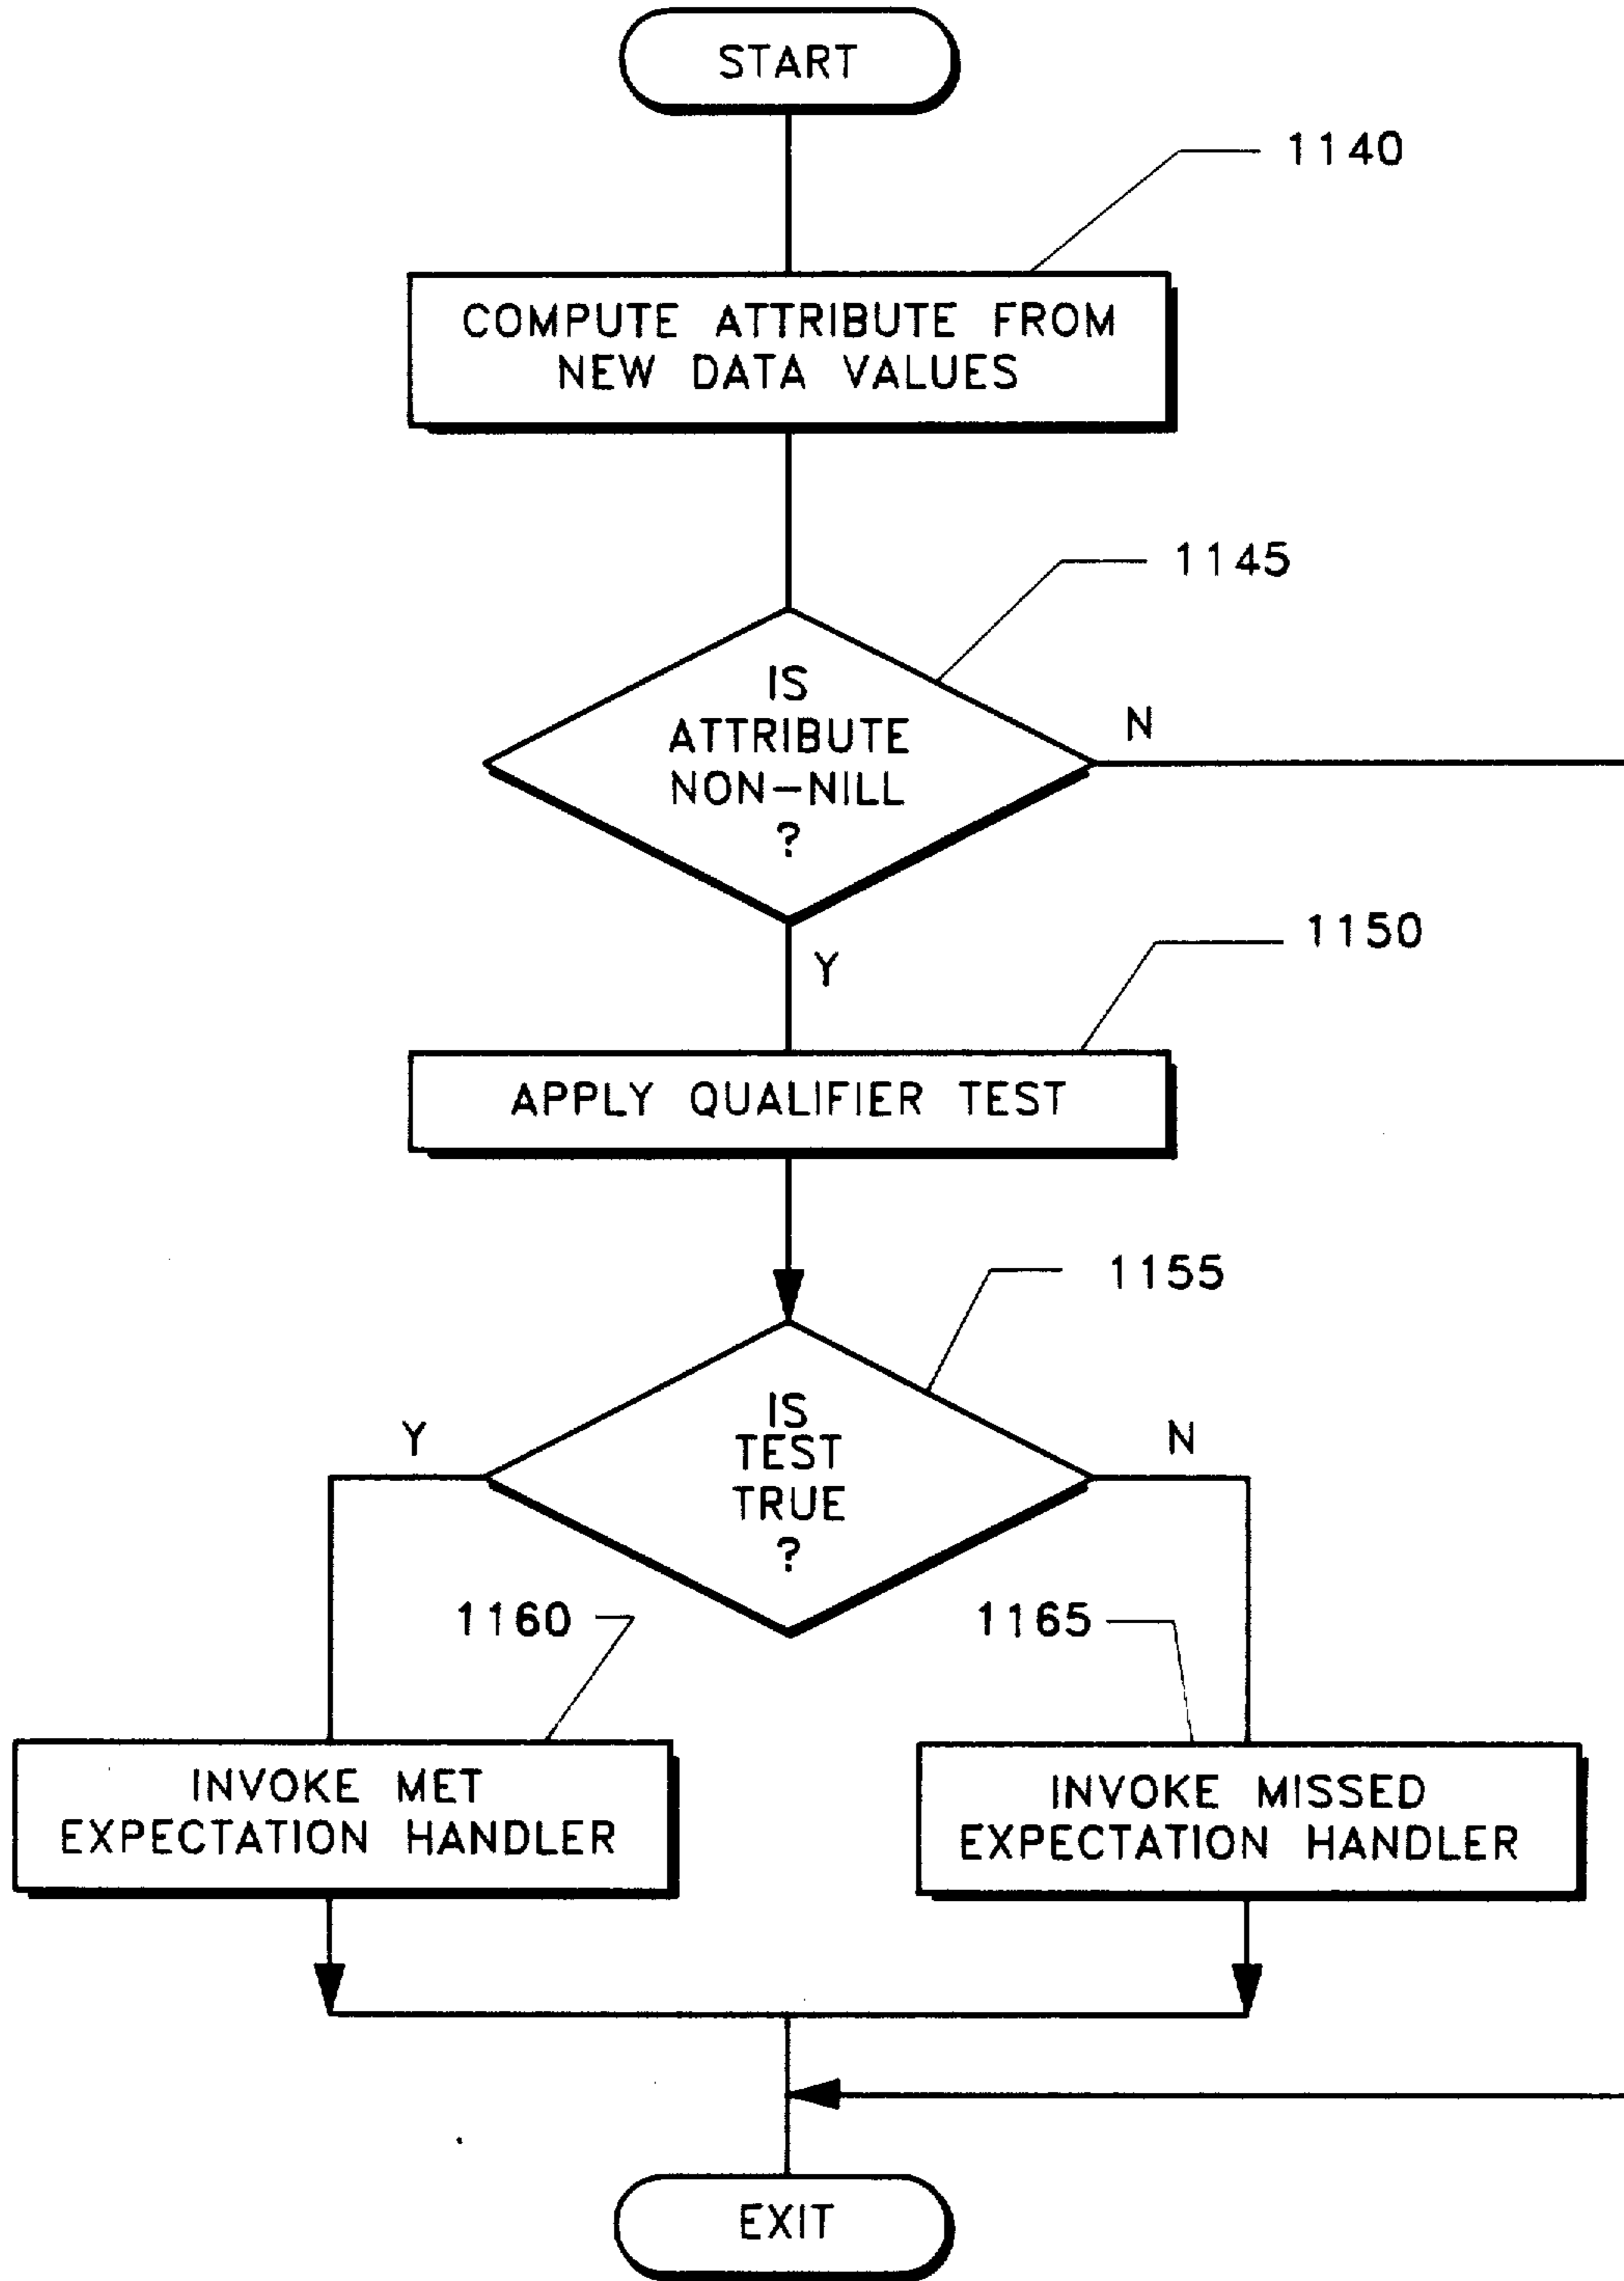 START
1140
COMPUTE ATTRIBUTE FROM
NEW DATA VALUES
1145
IS
ATTRIBUTE
NON-NILL
?
N
Y
1150
APPLY QUALIFIER TEST
1155
IS
TEST
TRUE
?
Y
N
1160
1165
INVOKE MET
EXPECTATION HANDLER
INVOKE MISSED
EXPECTATION HANDLER
EXIT